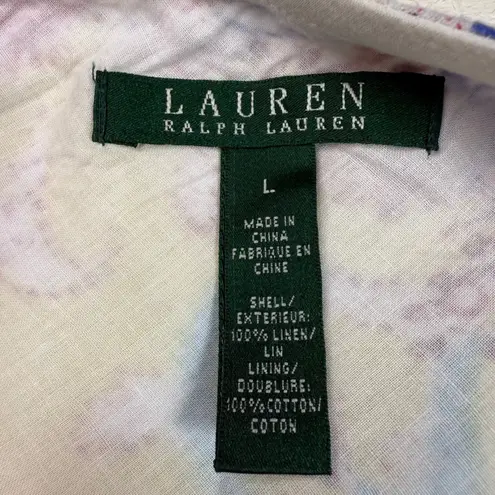 LAUREN
RALPH LAUREN
L
MADE IN
CHINA
FABRIQUE EN
CHINE
SHELL/
EXTERIEUR:
100% LINEN/
LIN
LINING/
DOUBLURE:
100%COTTON/
COTON